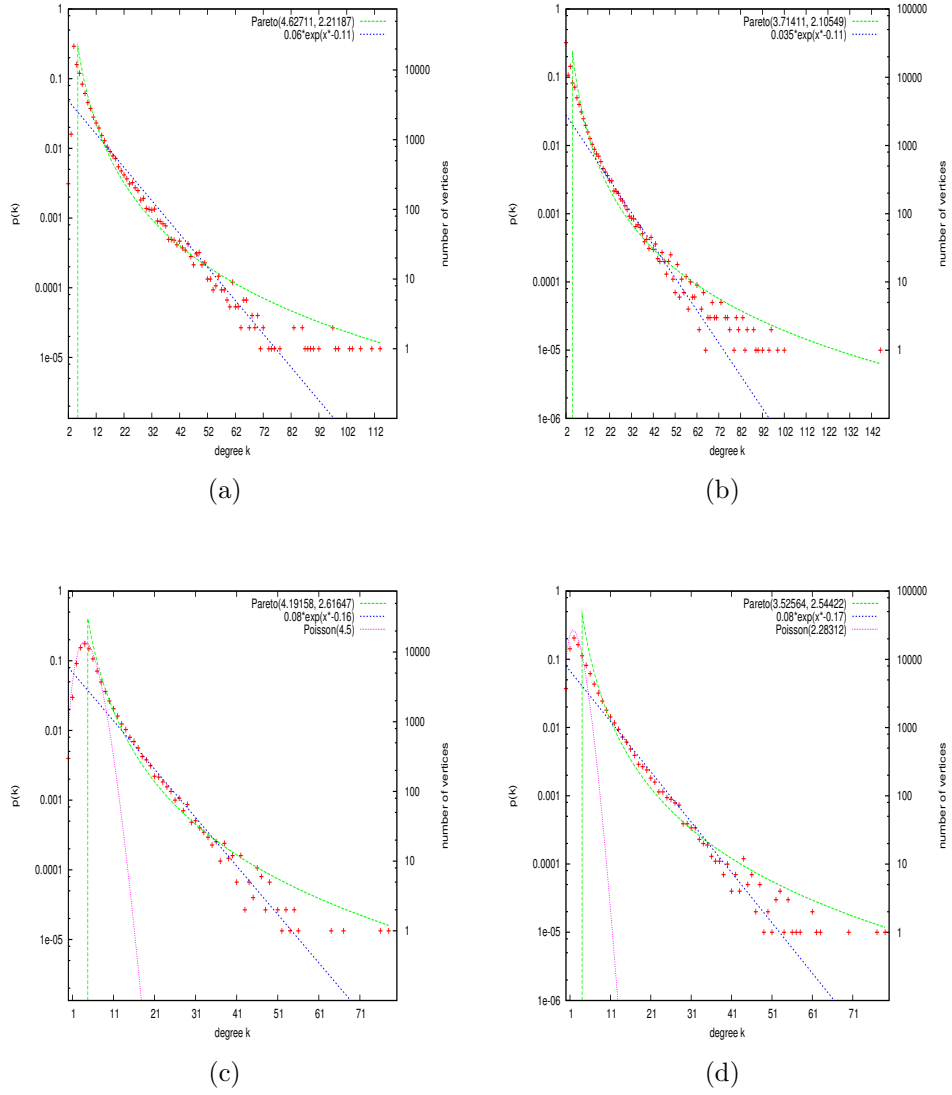 Pareto(4.62711, 2.21187)
0.06*exp(x*-0.11)
1
0.1
0.01
0.001
0.0001
1e-05
p(k)
10000
1000
100
10
1
number of vertices
2 12 22 32 42 52 62 72 82 92 102 112
degree k
(a)
Pareto(3.71411, 2.10549)
0.035*exp(x*-0.11)
1
0.1
0.01
0.001
0.0001
1e-05
1e-06
p(k)
100000
10000
1000
100
10
1
number of vertices
2 12 22 32 42 52 62 72 82 92 102 112 122 132 142
degree k
(b)
Pareto(4.19158, 2.61647)
0.08*exp(x*-0.16)
Poisson(4.5)
1
0.1
0.01
0.001
0.0001
1e-05
p(k)
10000
1000
100
10
1
number of vertices
1 11 21 31 41 51 61 71
degree k
(c)
Pareto(3.52564, 2.54422)
0.08*exp(x*-0.17)
Poisson(2.28312)
1
0.1
0.01
0.001
0.0001
1e-05
1e-06
p(k)
100000
10000
1000
100
10
1
number of vertices
1 11 21 31 41 51 61 71
degree k
(d)